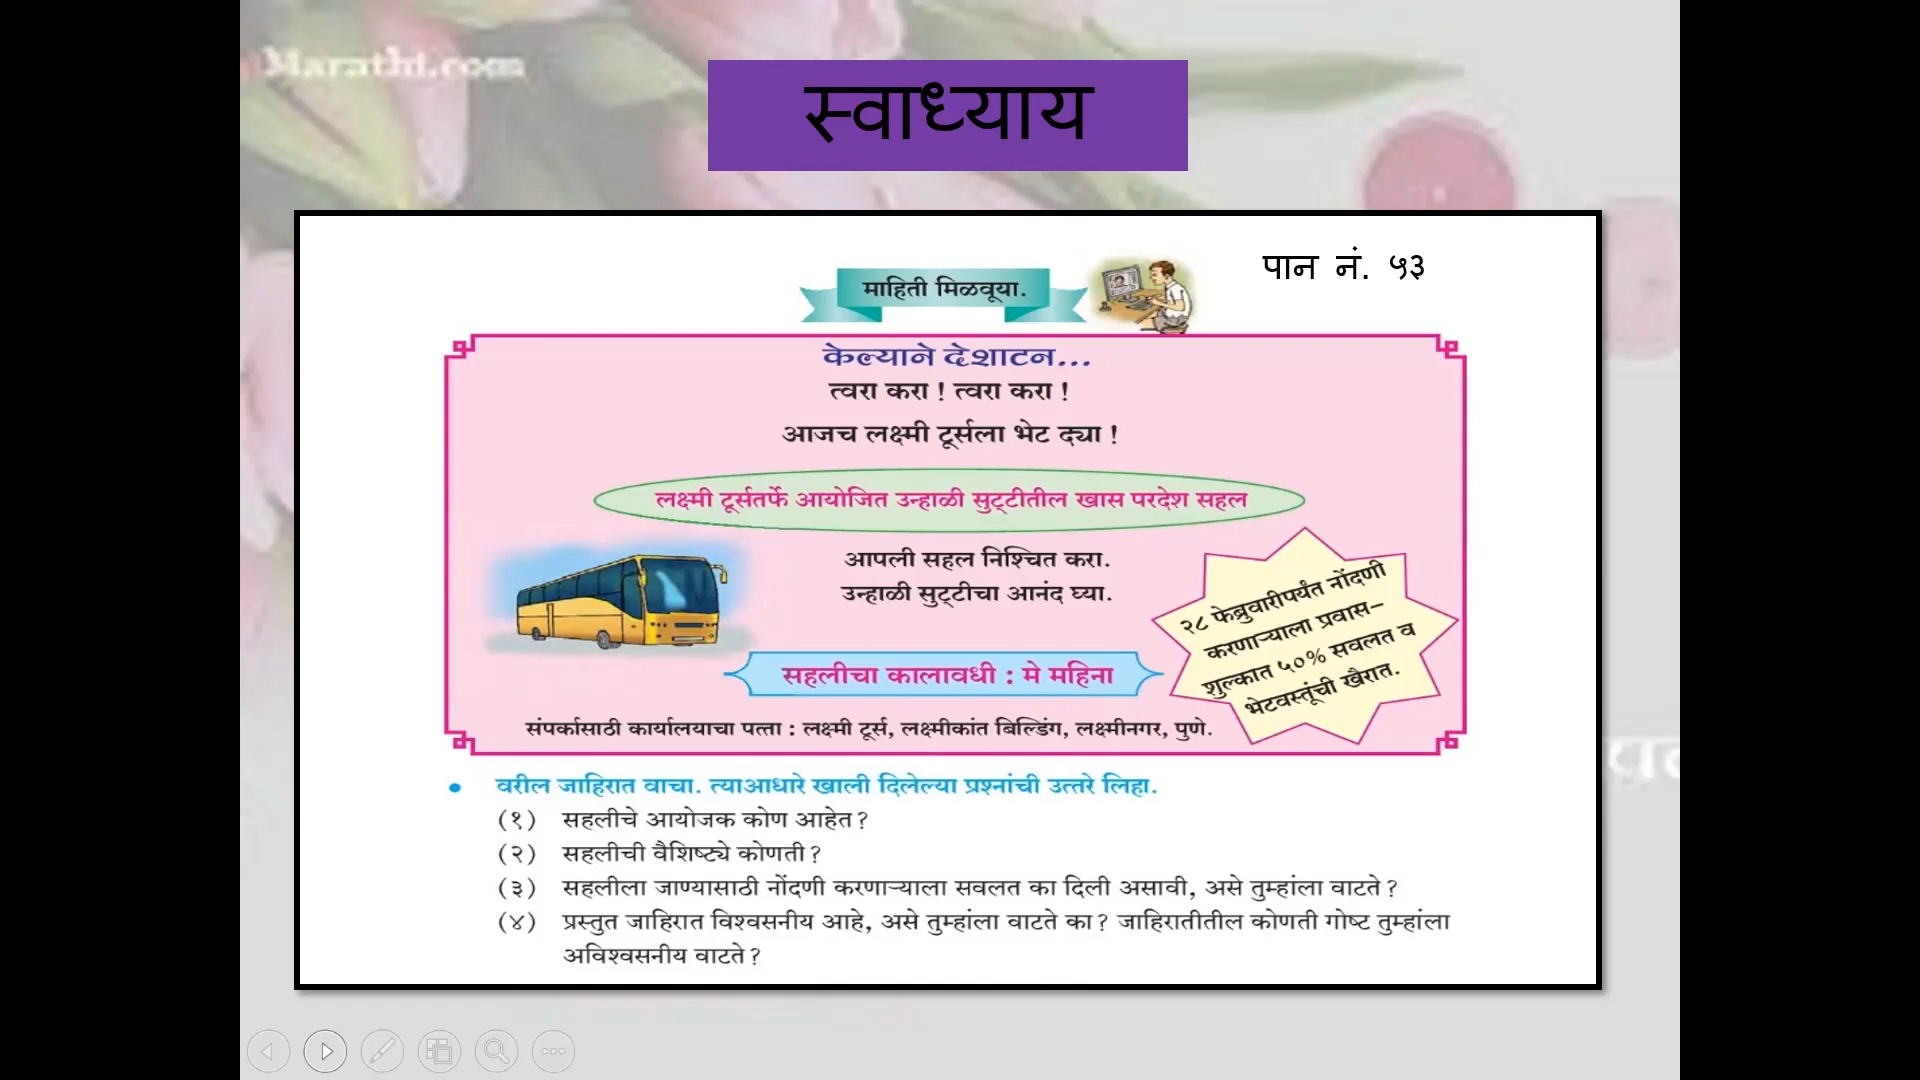 Marathi.com
स्वाध्याय
पान नं. ५३
माहिती मिळवूया.
केल्याने देशाटन...
त्वरा करा ! त्वरा करा !
आजच लक्ष्मी टूर्सला भेट द्या !
लक्ष्मी टूर्सतर्फे आयोजित उन्हाळी सुट्टीतील खास परदेश सहल
आपली सहल निश्चित करा.
उन्हाळी सुट्टीचा आनंद घ्या.
२८ फेब्रुवारीपर्यंत नोंदणी
करणाऱ्याला प्रवास–
शुल्कात ५०% सवलत व
भेटवस्तूंची खैरात.
सहलीचा कालावधी : मे महिना
संपर्कासाठी कार्यालयाचा पत्ता : लक्ष्मी टूर्स, लक्ष्मीकांत बिल्डिंग, लक्ष्मीनगर, पुणे.
• वरील जाहिरात वाचा. त्याआधारे खाली दिलेल्या प्रश्नांची उत्तरे लिहा.
(१) सहलीचे आयोजक कोण आहेत ?
(२) सहलीची वैशिष्ट्ये कोणती ?
(३) सहलीला जाण्यासाठी नोंदणी करणाऱ्याला सवलत का दिली असावी, असे तुम्हांला वाटते ?
(४) प्रस्तुत जाहिरात विश्वसनीय आहे, असे तुम्हांला वाटते का ? जाहिरातीतील कोणती गोष्ट तुम्हांला
अविश्वसनीय वाटते ?